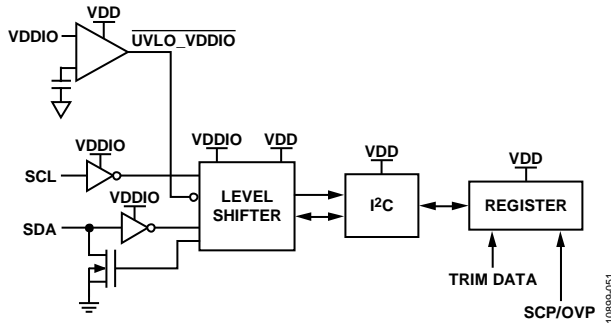 VDD
VDDIO
UVLO_VDDIO
VDDIO
VDDIO
VDD
VDD
VDD
SCL
VDDIO
LEVEL
SHIFTER
I2C
REGISTER
SDA
TRIM DATA
SCP/OVP
10899-051